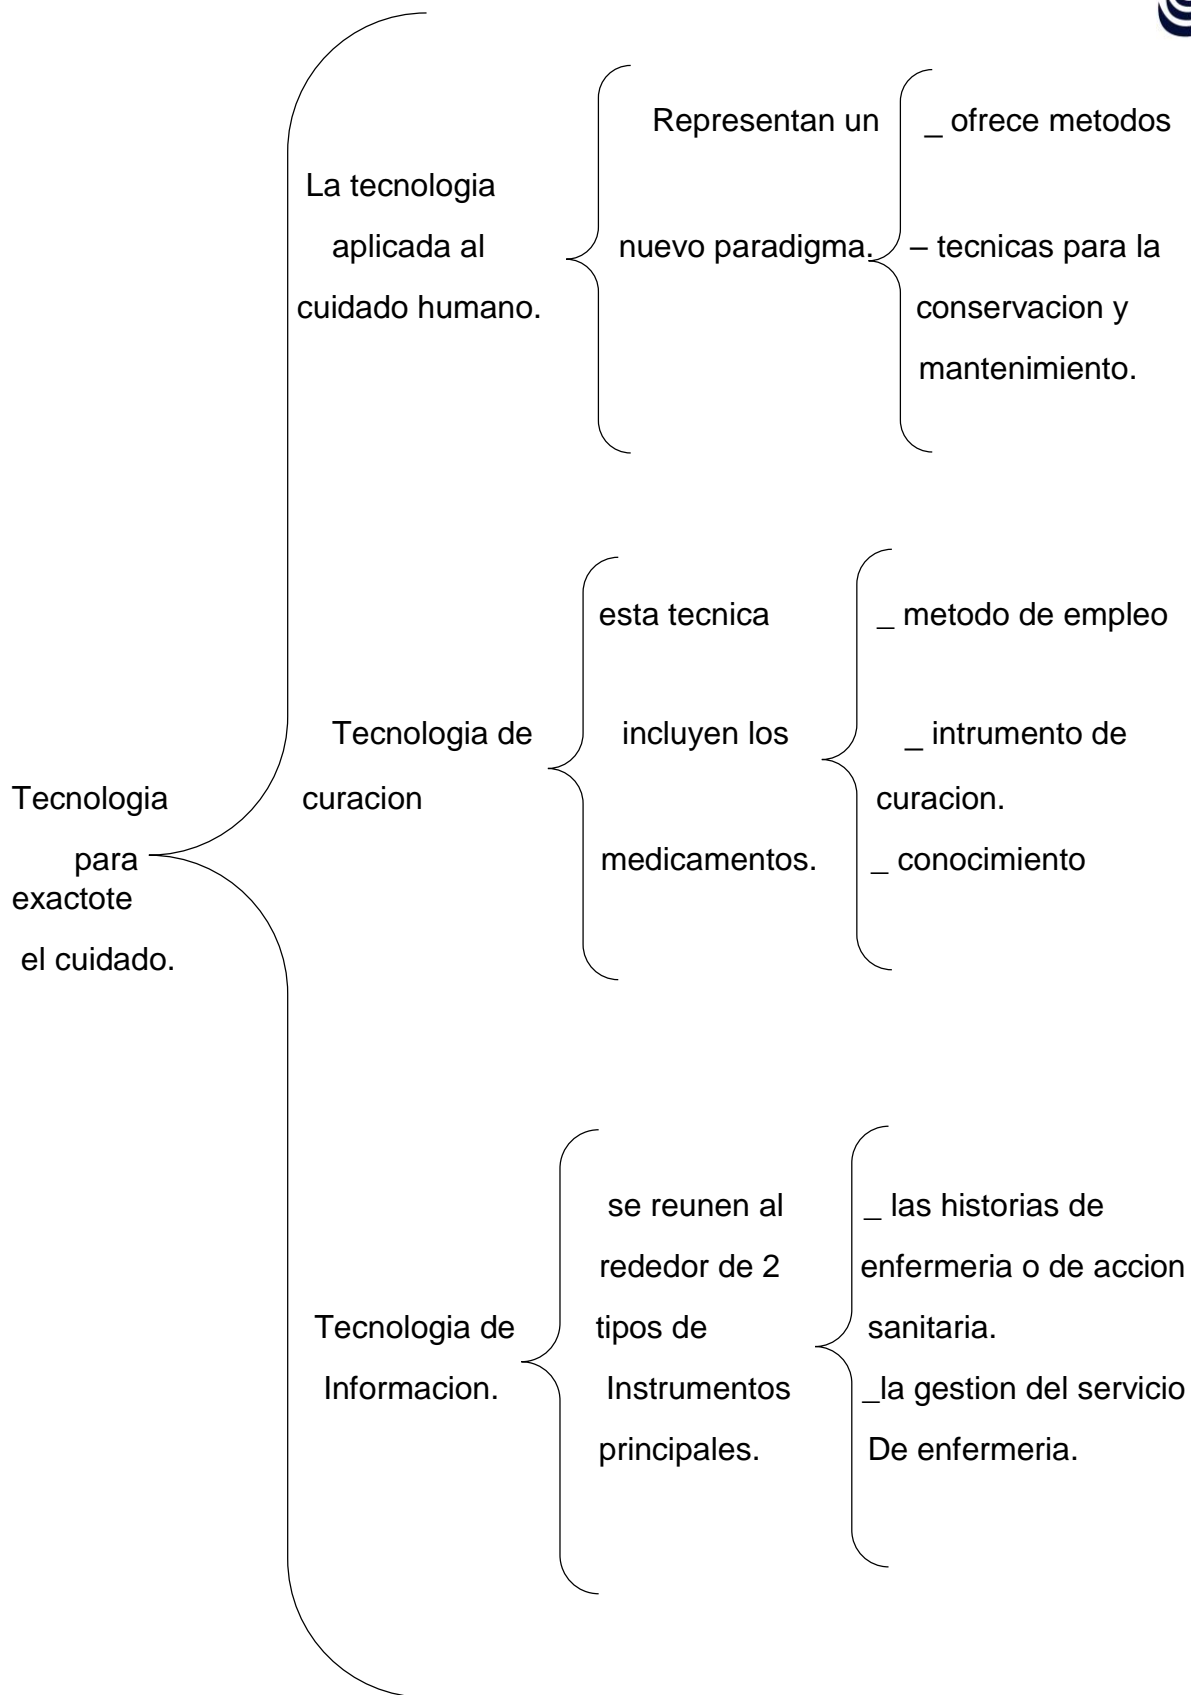 Tecnologia
para
exactote
el cuidado.
La tecnologia
aplicada al
cuidado humano.
Representan un
nuevo paradigma.
_ ofrece metodos
– tecnicas para la
conservacion y
mantenimiento.
Tecnologia de
curacion
esta tecnica
incluyen los
medicamentos.
_ metodo de empleo
_ intrumento de
curacion.
_ conocimiento
Tecnologia de
Informacion.
se reunen al
rededor de 2
tipos de
Instrumentos
principales.
_ las historias de
enfermeria o de accion
sanitaria.
_la gestion del servicio
De enfermeria.